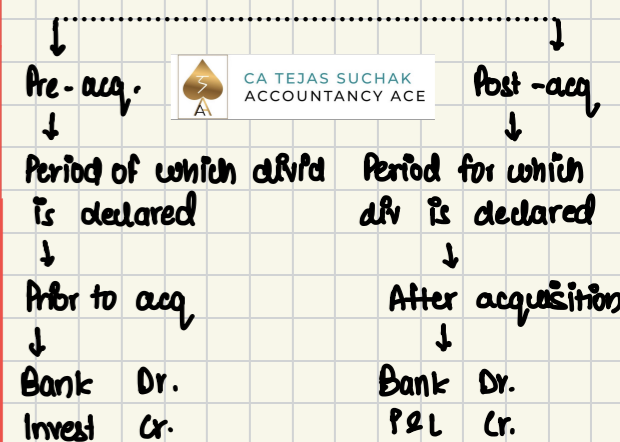 Pre-acq.
CA TEJAS SUCHAK
ACCOUNTANCY ACE
Post-acq
Period of which divid
is declared
Period for which
div is declared
Prior to acq
After acquisition
Bank Dr.
Invest Cr.
Bank Dr.
P&L Cr.